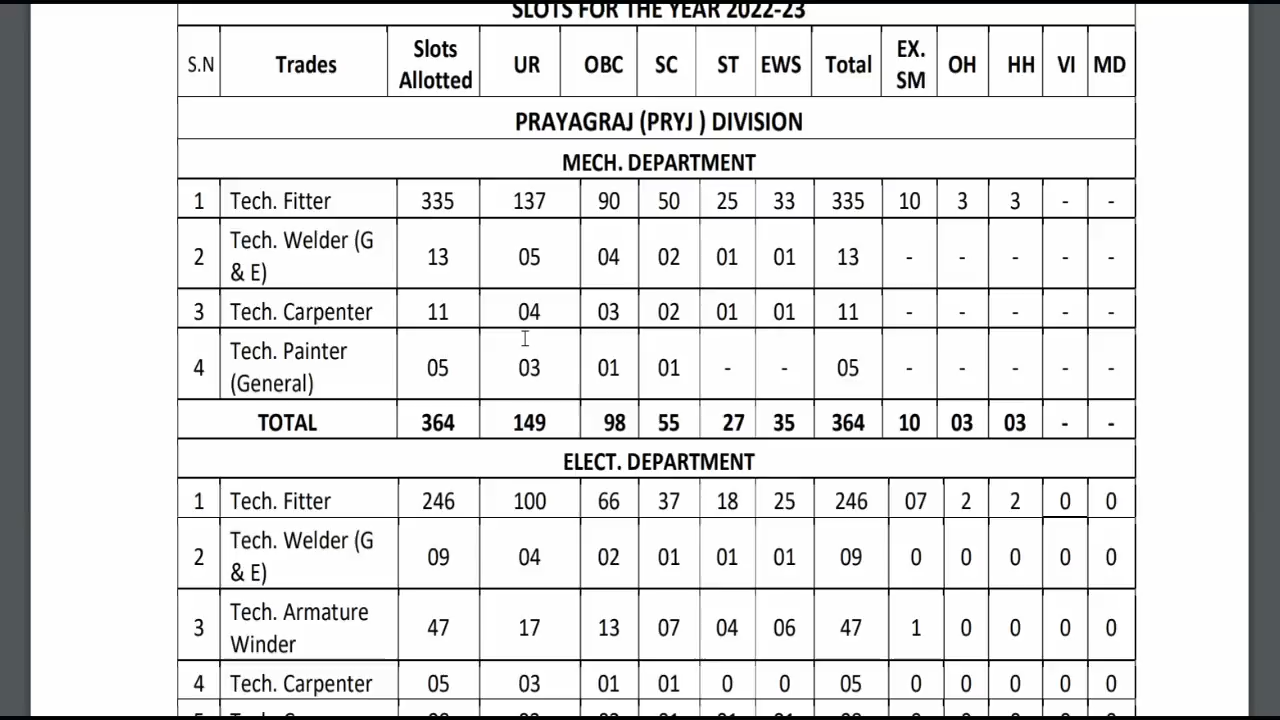 SLOTS FOR THE YEAR 2022-23
S.N Trades Slots Allotted UR OBC SC ST EWS Total EX. SM OH HH VI MD
PRAYAGRAJ (PRYJ ) DIVISION
MECH. DEPARTMENT
1 Tech. Fitter 335 137 90 50 25 33 335 10 3 3 - -
2 Tech. Welder (G & E) 13 05 04 02 01 01 13 - - - - -
3 Tech. Carpenter 11 04 03 02 01 01 11 - - - - -
4 Tech. Painter (General) 05 03 01 01 - - 05 - - - - -
TOTAL 364 149 98 55 27 35 364 10 03 03 - -
ELECT. DEPARTMENT
1 Tech. Fitter 246 100 66 37 18 25 246 07 2 2 0 0
2 Tech. Welder (G & E) 09 04 02 01 01 01 09 0 0 0 0 0
3 Tech. Armature Winder 47 17 13 07 04 06 47 1 0 0 0 0
4 Tech. Carpenter 05 03 01 01 0 0 05 0 0 0 0 0